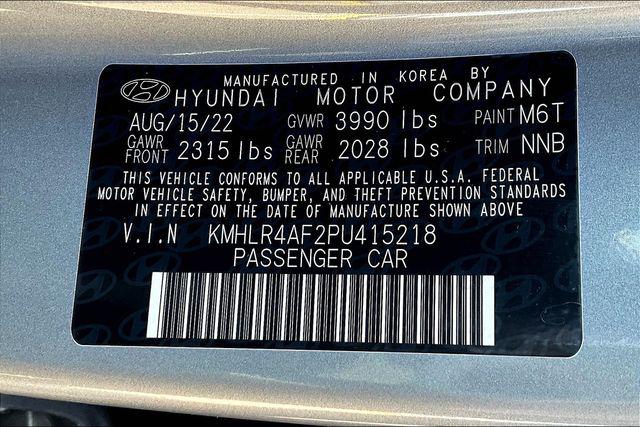 MANUFACTURED IN KOREA BY
HYUNDAI MOTOR COMPANY
AUG/15/22 GVWR 3990 lbs PAINT M6T
GAWR FRONT 2315 lbs GAWR REAR 2028 lbs TRIM NNB
THIS VEHICLE CONFORMS TO ALL APPLICABLE U.S.A. FEDERAL
MOTOR VEHICLE SAFETY, BUMPER, AND THEFT PREVENTION STANDARDS
IN EFFECT ON THE DATE OF MANUFACTURE SHOWN ABOVE
V.I.N KMHLR4AF2PU415218
PASSENGER CAR